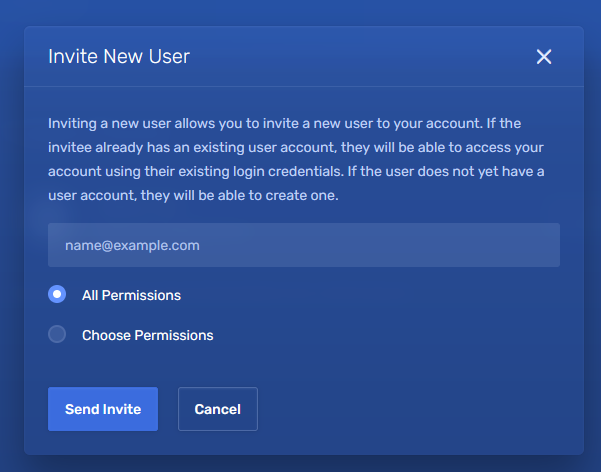 Invite New User
Inviting a new user allows you to invite a new user to your account. If the
invitee already has an existing user account, they will be able to access your
account using their existing login credentials. If the user does not yet have a
user account, they will be able to create one.
name@example.com
All Permissions
Choose Permissions
Send Invite
Cancel